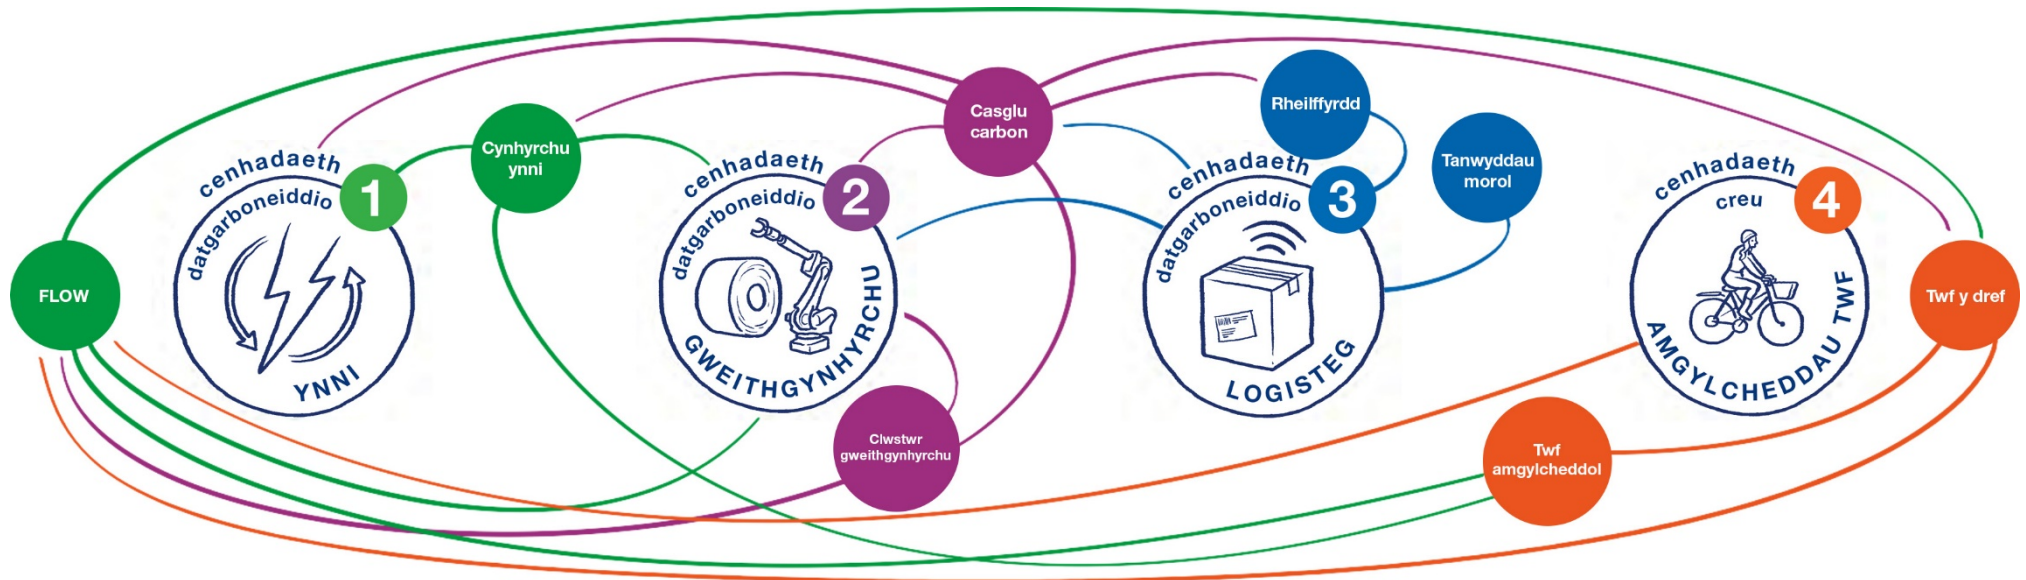 FLOW
cenhadaeth
1
datgarboneiddio
YNNI
Cynhyrchu
ynni
cenhadaeth
2
datgarboneiddio
GWEITHGYNHYRCHU
Clwstwr
gweithgynhyrchu
Casglu
carbon
cenhadaeth
3
datgarboneiddio
LOGISTEG
Rheilffyrdd
Tanwyddau
morol
cenhadaeth
4
creu
AMGYLCHEDDAU TWF
Twf
amgylcheddol
Twf y dref